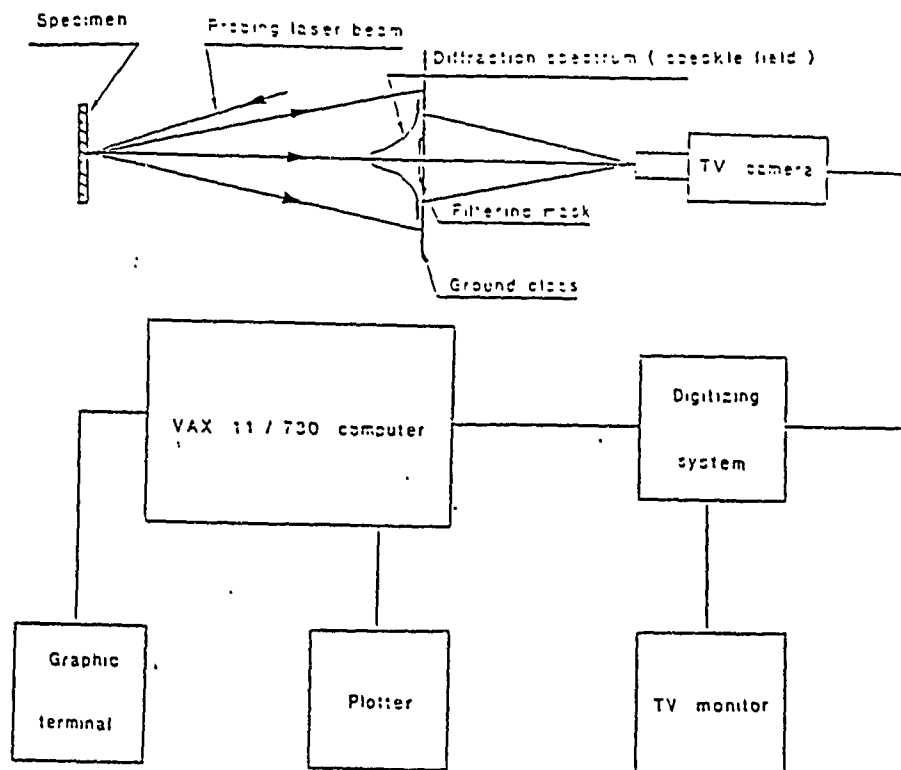 Specimen
Probing laser beam
Diffraction spectrum ( speckle field )
TV camera
Filtering mask
Ground glass
VAX 11 / 730 computer
Digitizing
system
Graphic
terminal
Plotter
TV monitor